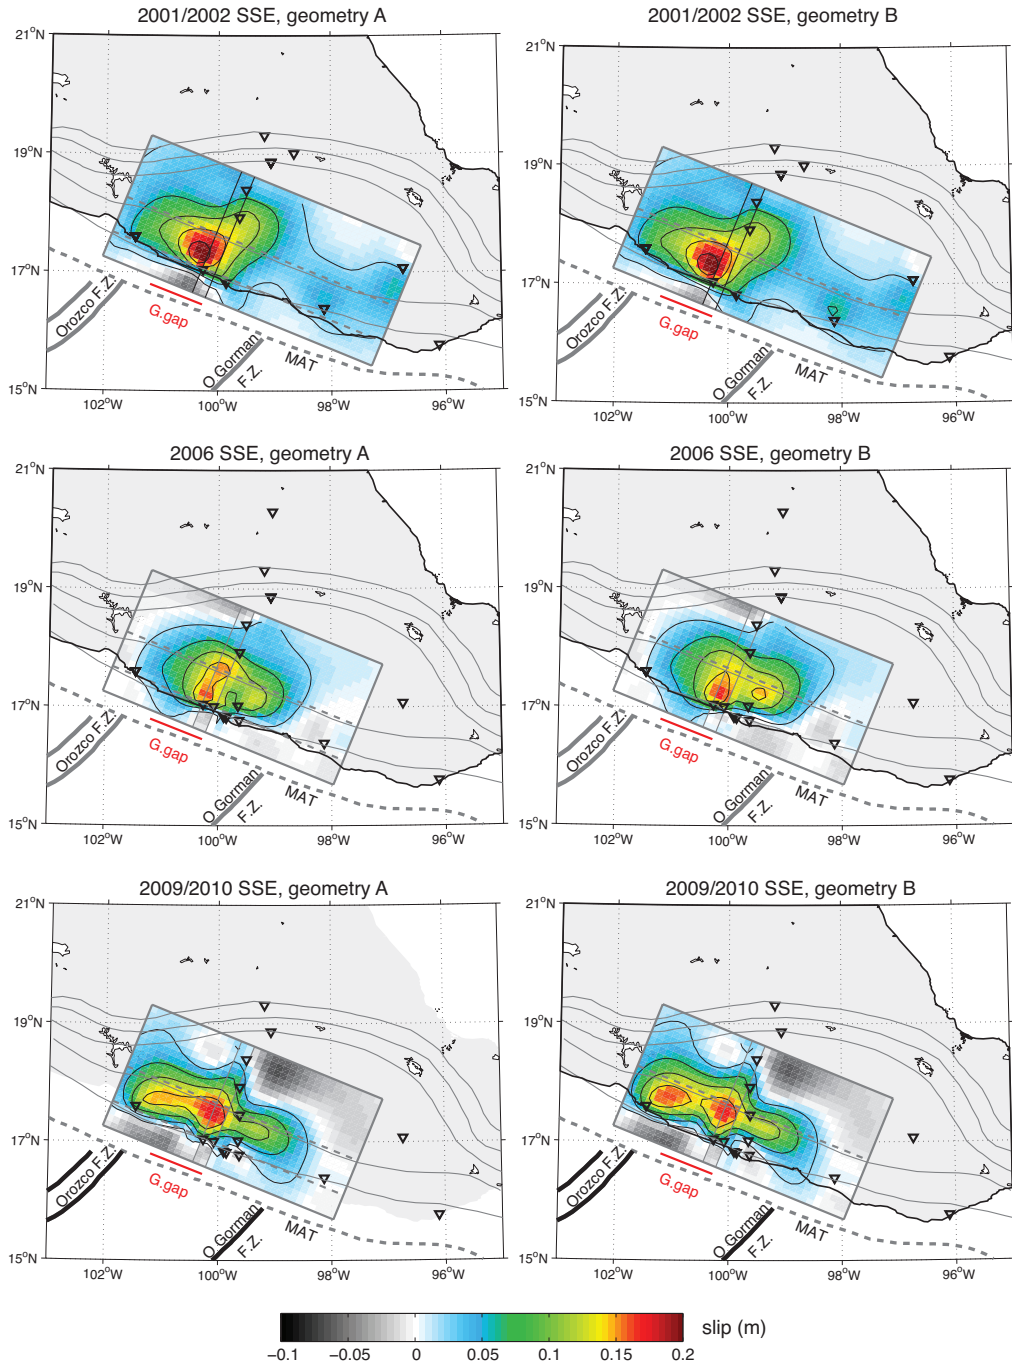 2001/2002 SSE, geometry A
2001/2002 SSE, geometry B
21°N
19°N
17°N
15°N
Orozco F.Z.
G.gap
O Gorman
F.Z.
MAT
102°W
100°W
98°W
96°W
21°N
19°N
17°N
15°N
Orozco F.Z.
G.gap
O Gorman
F.Z.
MAT
102°W
100°W
98°W
96°W
2006 SSE, geometry A
2006 SSE, geometry B
21°N
19°N
17°N
15°N
Orozco F.Z.
G.gap
O Gorman
F.Z.
MAT
102°W
100°W
98°W
96°W
21°N
19°N
17°N
15°N
Orozco F.Z.
G.gap
O Gorman
F.Z.
MAT
102°W
100°W
98°W
96°W
2009/2010 SSE, geometry A
2009/2010 SSE, geometry B
21°N
19°N
17°N
15°N
Orozco F.Z.
G.gap
O Gorman
F.Z.
MAT
102°W
100°W
98°W
96°W
21°N
19°N
17°N
15°N
Orozco F.Z.
G.gap
O Gorman
F.Z.
MAT
102°W
100°W
98°W
96°W
−0.1 −0.05 0 0.05 0.1 0.15 0.2
slip (m)